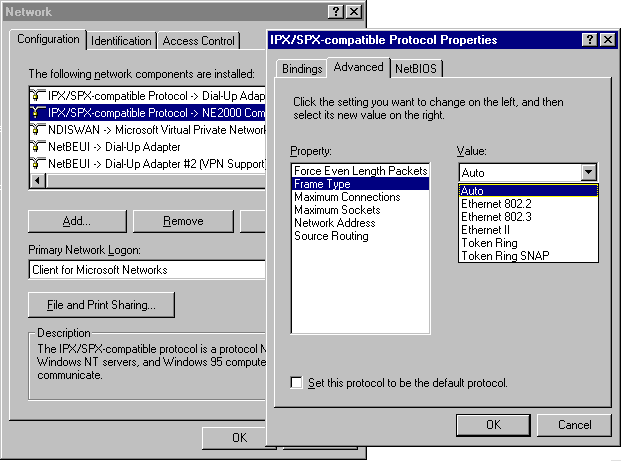 Network
Configuration
Identification
Access Control
The following network components are installed:
IPX/SPX-compatible Protocol -> Dial-Up Adap
IPX/SPX-compatible Protocol -> NE2000 Com
NDISWAN -> Microsoft Virtual Private Network
NetBEUI -> Dial-Up Adapter
NetBEUI -> Dial-Up Adapter #2 (VPN Support)
Add...
Remove
Primary Network Logon:
Client for Microsoft Networks
File and Print Sharing...
Description
The IPX/SPX-compatible protocol is a protocol N
Windows NT servers, and Windows 95 compute
communicate.
OK
IPX/SPX-compatible Protocol Properties
Bindings
Advanced
NetBIOS
Click the setting you want to change on the left, and then
select its new value on the right.
Property:
Force Even Length Packets
Frame Type
Maximum Connections
Maximum Sockets
Network Address
Source Routing
Value:
Auto
Auto
Ethernet 802.2
Ethernet 802.3
Ethernet II
Token Ring
Token Ring SNAP
Set this protocol to be the default protocol.
OK
Cancel